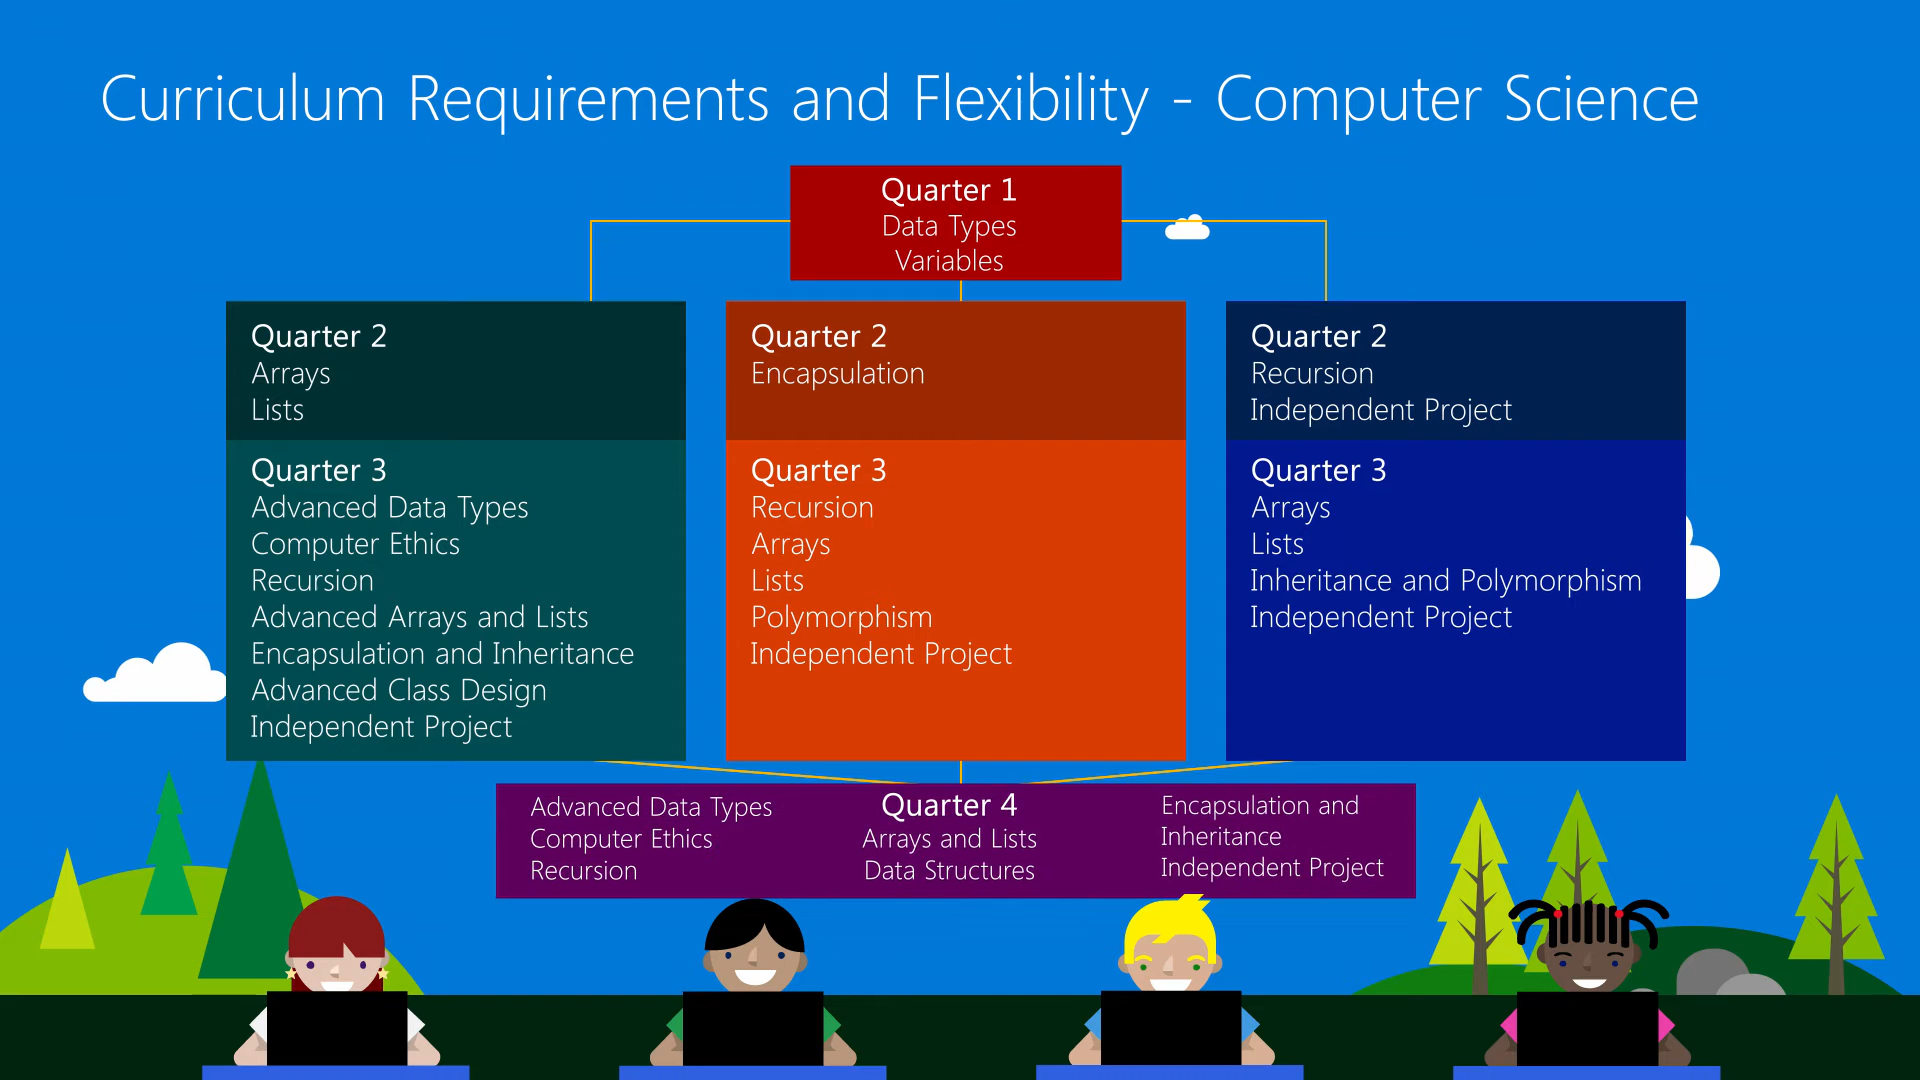 Curriculum Requirements and Flexibility - Computer Science
Quarter 1
Data Types
Variables
Quarter 2
Arrays
Lists
Quarter 3
Advanced Data Types
Computer Ethics
Recursion
Advanced Arrays and Lists
Encapsulation and Inheritance
Advanced Class Design
Independent Project
Quarter 2
Encapsulation
Quarter 3
Recursion
Arrays
Lists
Polymorphism
Independent Project
Quarter 2
Recursion
Independent Project
Quarter 3
Arrays
Lists
Inheritance and Polymorphism
Independent Project
Advanced Data Types
Computer Ethics
Recursion
Quarter 4
Arrays and Lists
Data Structures
Encapsulation and
Inheritance
Independent Project